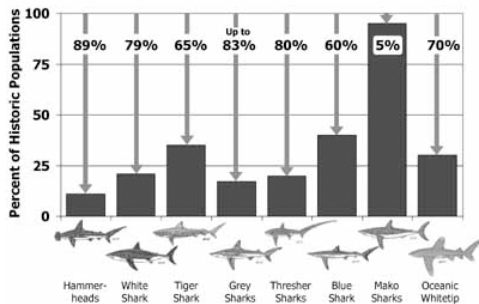 Percent of Historic Populations
100
75
50
25
0
89%
79%
65%
Up to
83%
80%
60%
5%
70%
Hammer-
heads
White
Shark
Tiger
Shark
Grey
Sharks
Thresher
Sharks
Blue
Shark
Mako
Sharks
Oceanic
Whitetip